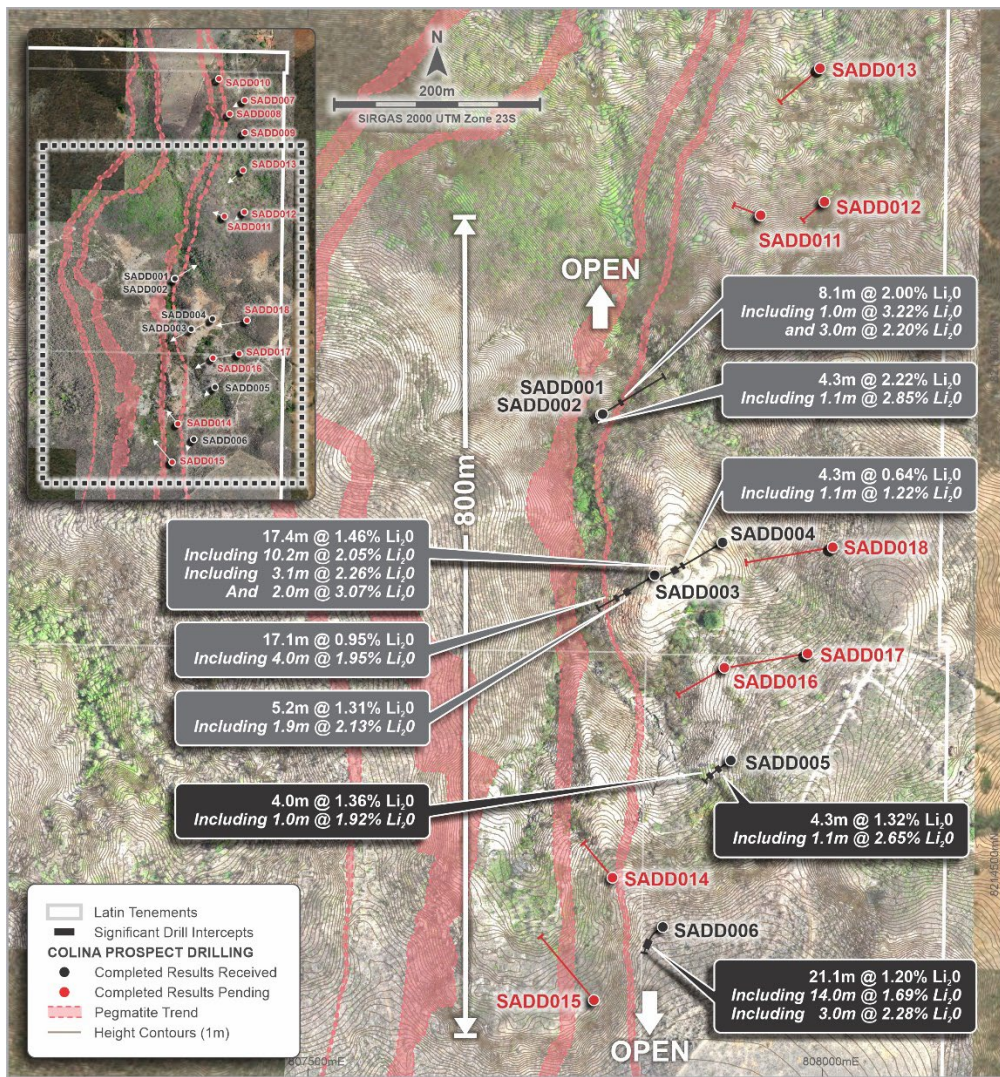 SADD010
SADD007
SADD008
SADD009
SADD013
SADD012
SADD011
SADD001
SADD002
SADD004
SADD003
SADD018
SADD017
SADD016
SADD005
SADD014
SADD006
SADD015
N
200m
SIRGAS 2000 UTM Zone 23S
SADD013
SADD012
SADD011
OPEN
8.1m @ 2.00% Li₂0
Including 1.0m @ 3.22% Li₂0
and 3.0m @ 2.20% Li₂0
SADD001
SADD002
4.3m @ 2.22% Li₂0
Including 1.1m @ 2.85% Li₂0
800m
4.3m @ 0.64% Li₂0
Including 1.1m @ 1.22% Li₂0
SADD004
SADD018
17.4m @ 1.46% Li₂0
Including 10.2m @ 2.05% Li₂0
Including 3.1m @ 2.26% Li₂0
And 2.0m @ 3.07% Li₂0
SADD003
17.1m @ 0.95% Li₂0
Including 4.0m @ 1.95% Li₂0
SADD017
SADD016
5.2m @ 1.31% Li₂0
Including 1.9m @ 2.13% Li₂0
SADD005
4.0m @ 1.36% Li₂0
Including 1.0m @ 1.92% Li₂0
4.3m @ 1.32% Li₂0
Including 1.1m @ 2.65% Li₂0
SADD014
SADD006
21.1m @ 1.20% Li₂0
Including 14.0m @ 1.69% Li₂0
Including 3.0m @ 2.28% Li₂0
SADD015
OPEN
Latin Tenements
Significant Drill Intercepts
COLINA PROSPECT DRILLING
Completed Results Received
Completed Results Pending
Pegmatite Trend
Height Contours (1m)
807500mE
808000mE